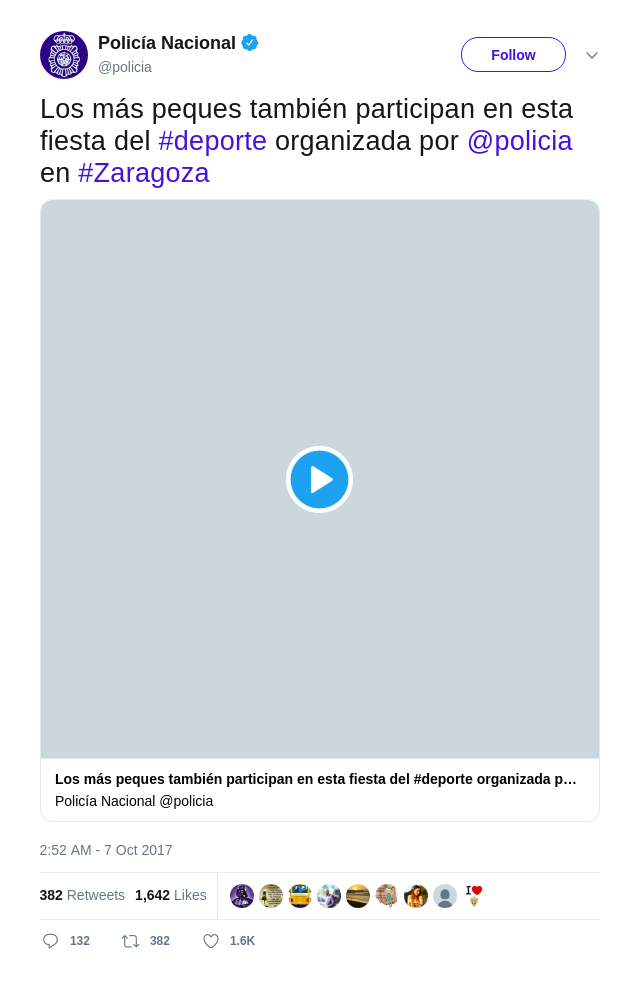 Policía Nacional
@policia
Follow
Los más peques también participan en esta
fiesta del #deporte organizada por @policia
en #Zaragoza
Los más peques también participan en esta fiesta del #deporte organizada p…
Policía Nacional @policia
2:52 AM - 7 Oct 2017
382 Retweets 1,642 Likes
132 382 1.6K